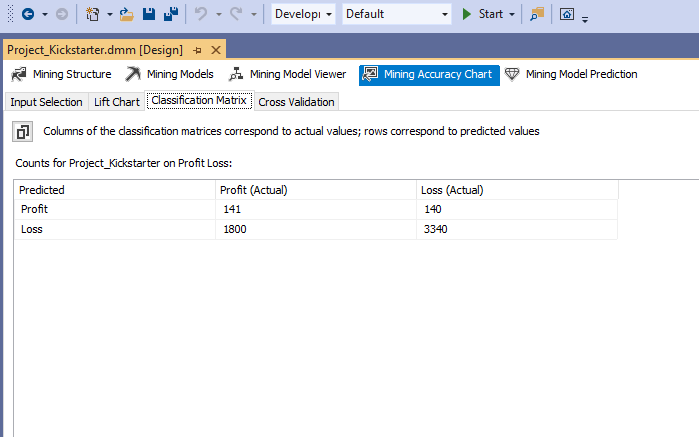 Develop Default Start
Project_Kickstarter.dmm [Design]
Mining Structure Mining Models Mining Model Viewer Mining Accuracy Chart Mining Model Prediction
Input Selection Lift Chart Classification Matrix Cross Validation
Columns of the classification matrices correspond to actual values; rows correspond to predicted values
Counts for Project_Kickstarter on Profit Loss:
Predicted Profit (Actual) Loss (Actual)
Profit 141 140
Loss 1800 3340